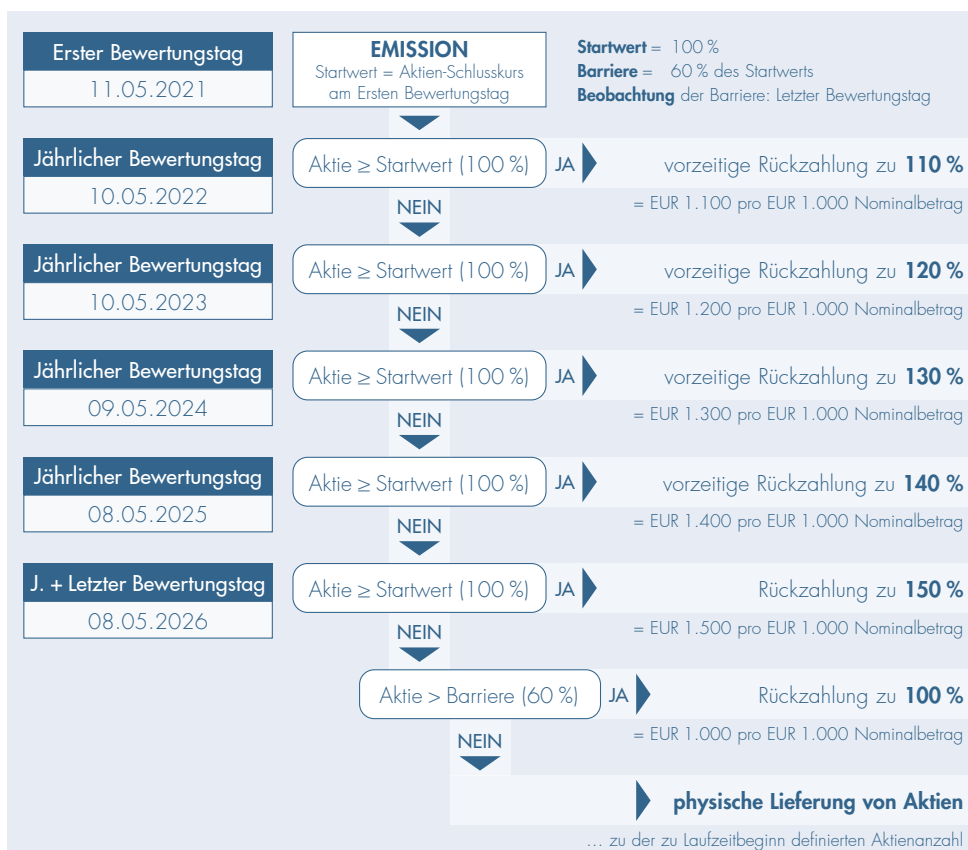 Erster Bewertungstag
11.05.2021
EMISSION
Startwert = Aktien-Schlusskurs
am Ersten Bewertungstag
Startwert = 100 %
Barriere = 60 % des Startwerts
Beobachtung der Barriere: Letzter Bewertungstag
Jährlicher Bewertungstag
10.05.2022
Aktie ≥ Startwert (100 %)
JA
vorzeitige Rückzahlung zu 110 %
= EUR 1.100 pro EUR 1.000 Nominalbetrag
NEIN
Jährlicher Bewertungstag
10.05.2023
Aktie ≥ Startwert (100 %)
JA
vorzeitige Rückzahlung zu 120 %
= EUR 1.200 pro EUR 1.000 Nominalbetrag
NEIN
Jährlicher Bewertungstag
09.05.2024
Aktie ≥ Startwert (100 %)
JA
vorzeitige Rückzahlung zu 130 %
= EUR 1.300 pro EUR 1.000 Nominalbetrag
NEIN
Jährlicher Bewertungstag
08.05.2025
Aktie ≥ Startwert (100 %)
JA
vorzeitige Rückzahlung zu 140 %
= EUR 1.400 pro EUR 1.000 Nominalbetrag
NEIN
J. + Letzter Bewertungstag
08.05.2026
Aktie ≥ Startwert (100 %)
JA
Rückzahlung zu 150 %
= EUR 1.500 pro EUR 1.000 Nominalbetrag
NEIN
Aktie > Barriere (60 %)
JA
Rückzahlung zu 100 %
= EUR 1.000 pro EUR 1.000 Nominalbetrag
NEIN
physische Lieferung von Aktien
... zu der zu Laufzeitbeginn definierten Aktienanzahl